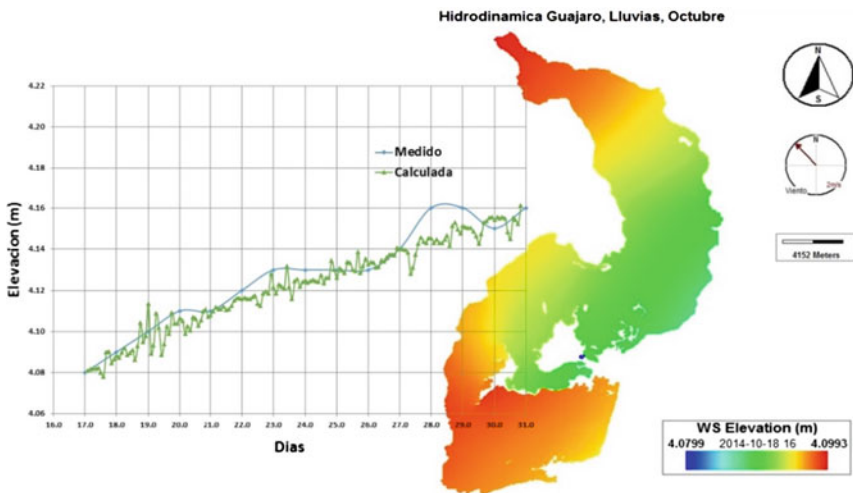 Hidrodinamica Guajaro, Lluvias, Octubre
4.22
4.20
4.18
4.16
4.14
4.12
4.10
4.08
4.06
Elevacion (m)
Medido
Calculada
16.0 17.0 18.0 19.0 20.0 21.0 22.0 23.0 24.0 25.0 26.0 27.0 28.0 29.0 30.0 31.0
Dias
N
S
N
Viento 2m/s
4152 Meters
WS Elevation (m)
4.0799 2014-10-18 16 4.0993